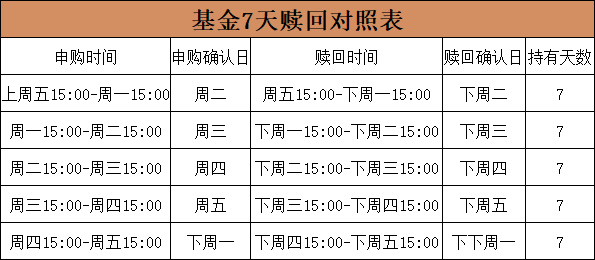 基金7天赎回对照表
申购时间 申购确认日 赎回时间 赎回确认日 持有天数
上周五15:00-周一15:00 周二 周五15:00-下周一15:00 下周二 7
周一15:00-周二15:00 周三 下周一15:00-下周二15:00 下周三 7
周二15:00-周三15:00 周四 下周二15:00-下周三15:00 下周四 7
周三15:00-周四15:00 周五 下周三15:00-下周四15:00 下周五 7
周四15:00-周五15:00 下周一 下周四15:00-下周五15:00 下下周一 7